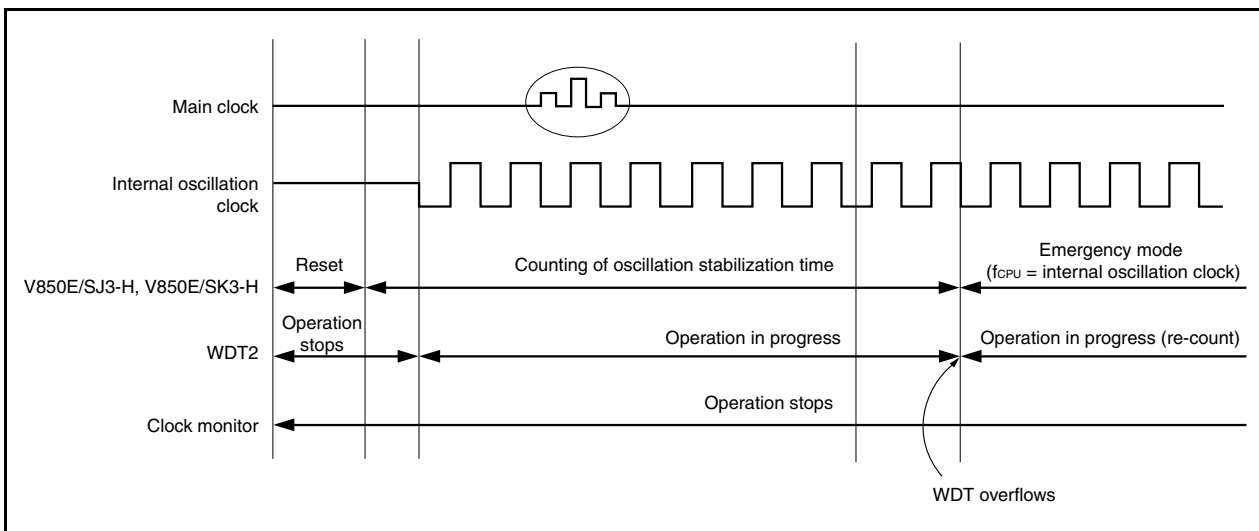 Main clock
Internal oscillation
clock
Reset
Counting of oscillation stabilization time
Emergency mode
(fCPU = internal oscillation clock)
V850E/SJ3-H, V850E/SK3-H
Operation
stops
Operation in progress
Operation in progress (re-count)
WDT2
Operation stops
Clock monitor
WDT overflows